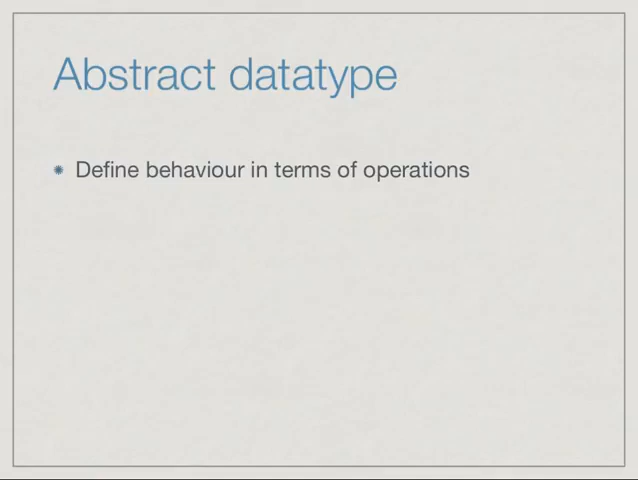 Abstract datatype
Define behaviour in terms of operations